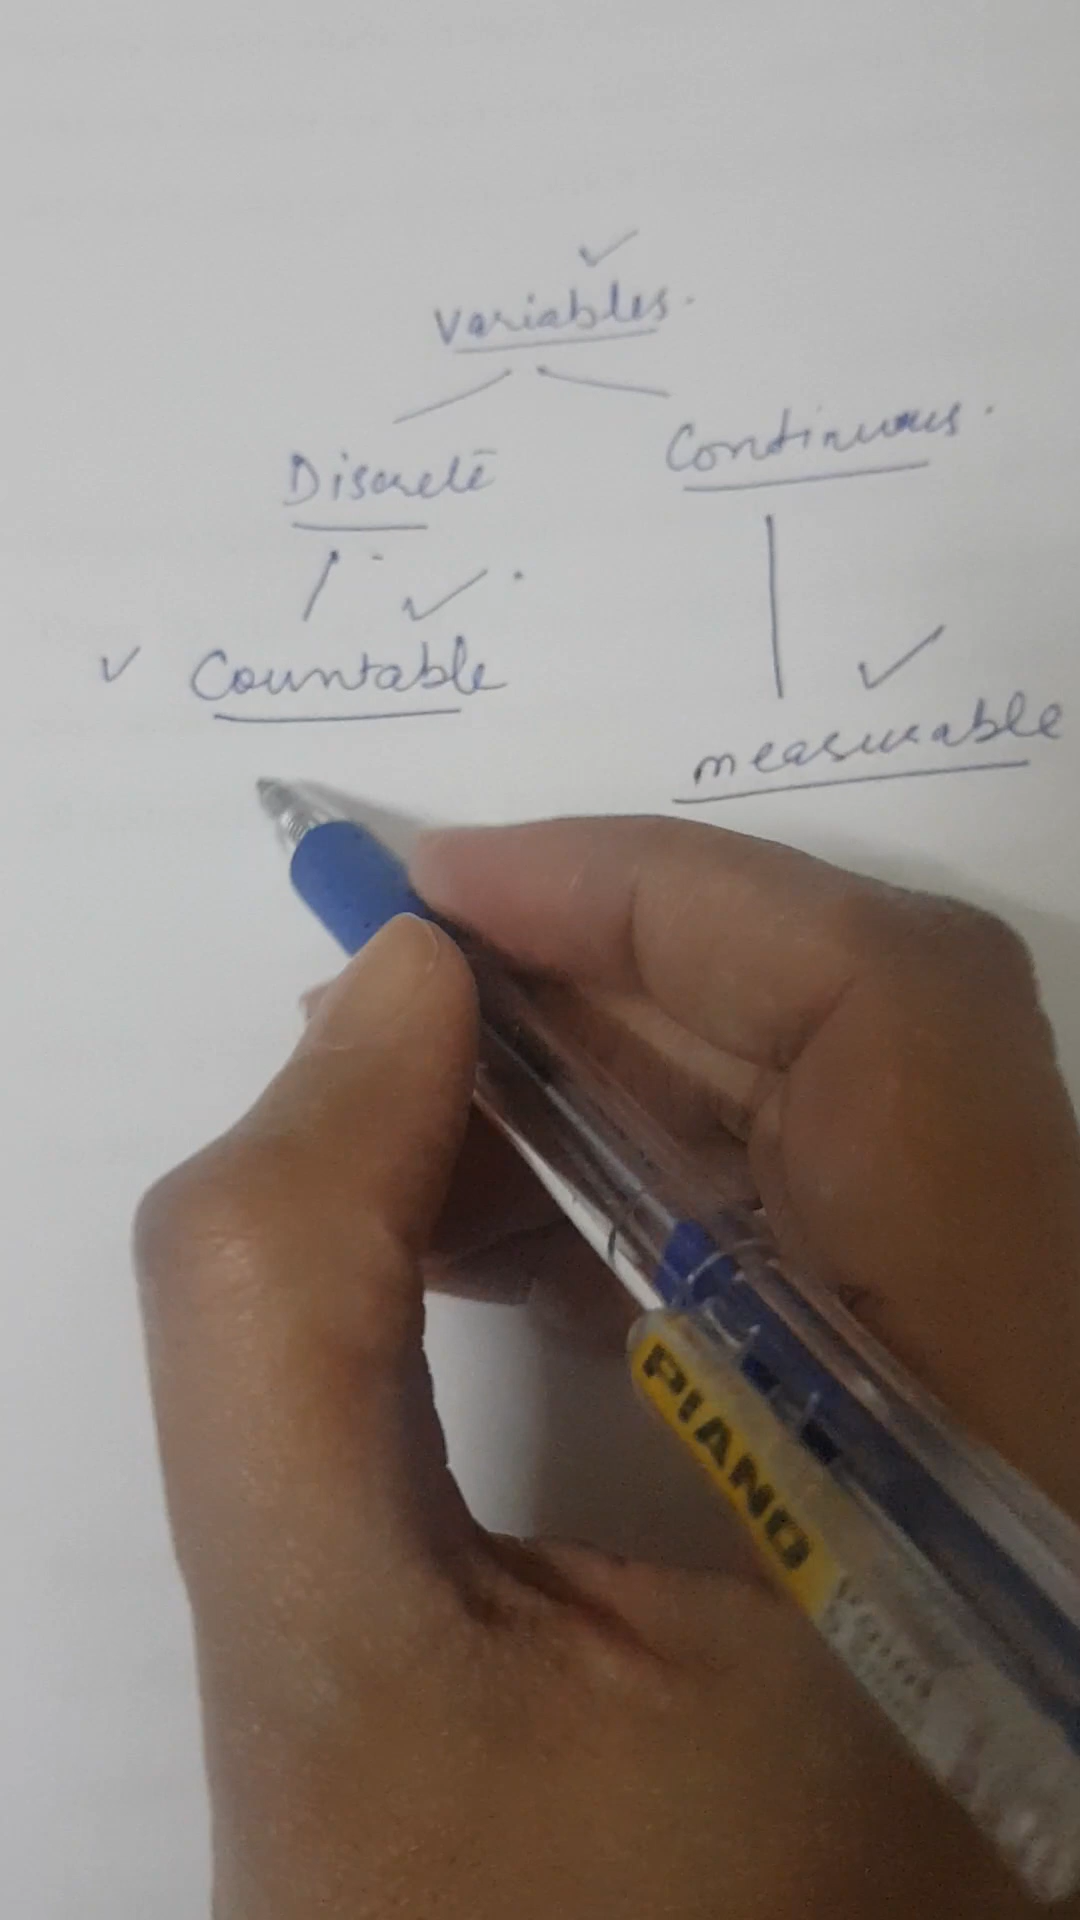 Variables.
Discrete
Continuous.
Countable
measurable
PIANO